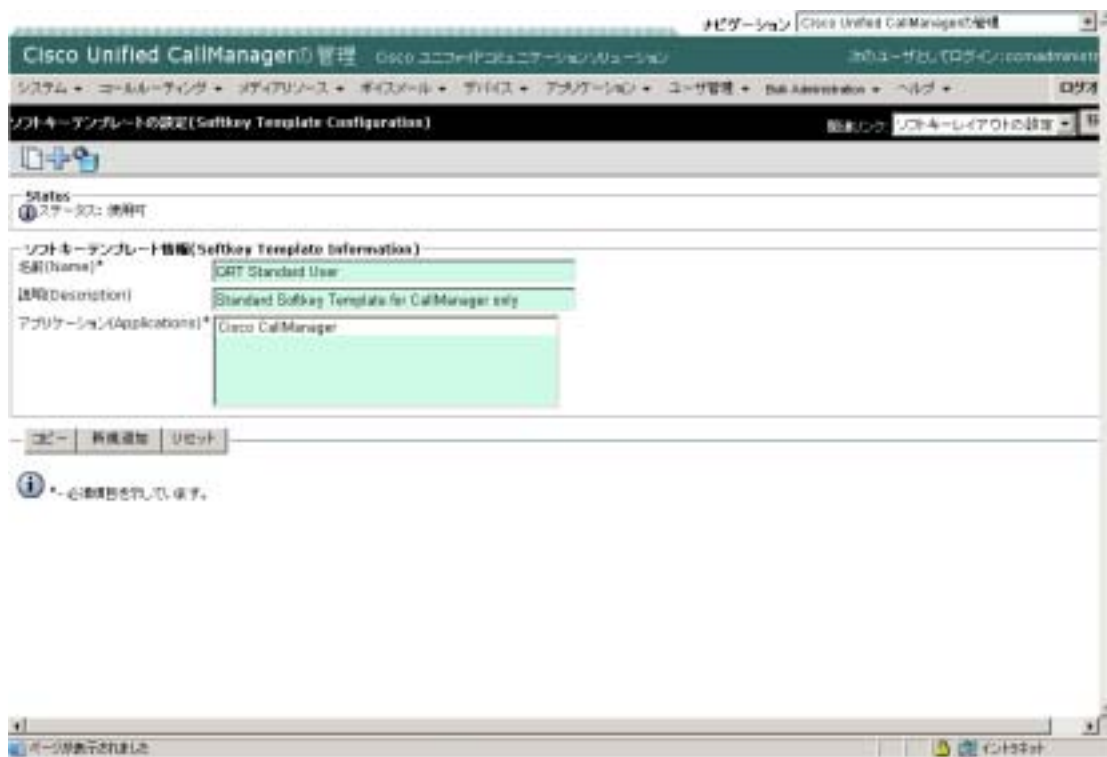 ナビゲーション Cisco Unified CallManagerの管理
Cisco Unified CallManagerの管理 Cisco ユニファイドコミュニケーションソリューション 次のユーザとしてログイン:ccmadministr
システム コールルーティング メディアリソース ボイスメール デバイス アプリケーション ユーザ管理 Bulk Administration ヘルプ ログオ
ソフトキーテンプレートの設定(Softkey Template Configuration) 関連リンク ソフトキーレイアウトの設定
Status
ステータス: 使用可
ソフトキーテンプレート情報(Softkey Template Information)
名前(Name)* QRT Standard User
説明(Description) Standard Softkey Template for CallManager only
アプリケーション(Applications)* Cisco CallManager
コピー 新規追加 リセット
*- 必須項目を示しています。
ページが表示されました イントラネット